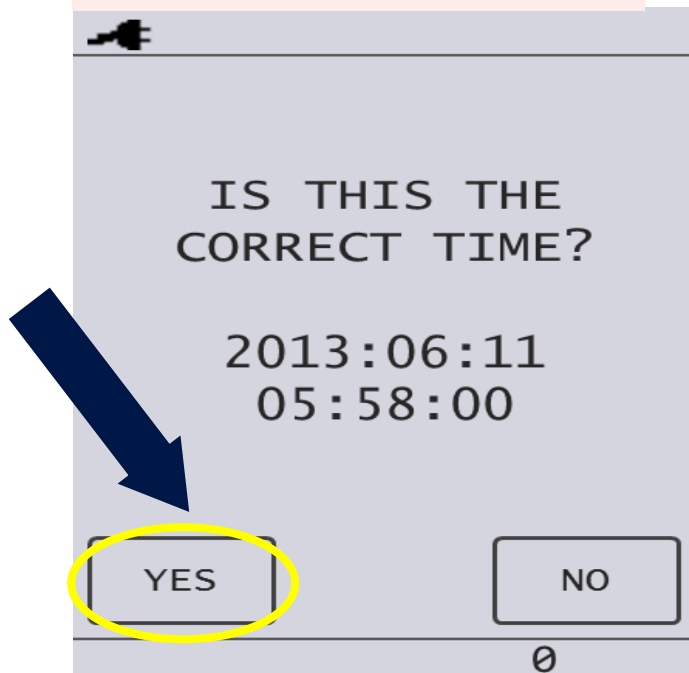 IS THIS THE
CORRECT TIME?
2013:06:11
05:58:00
YES NO
0